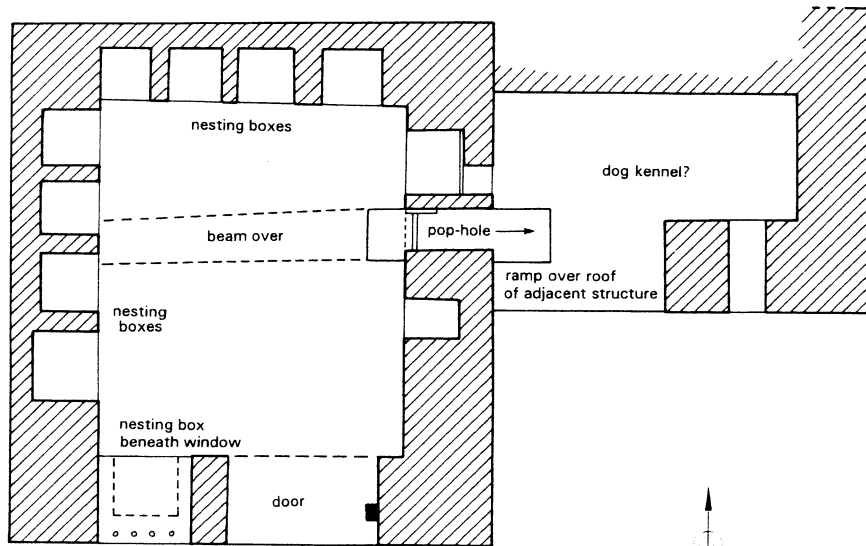 nesting boxes
dog kennel?
beam over
pop-hole
ramp over roof
of adjacent structure
nesting
boxes
nesting box
beneath window
door